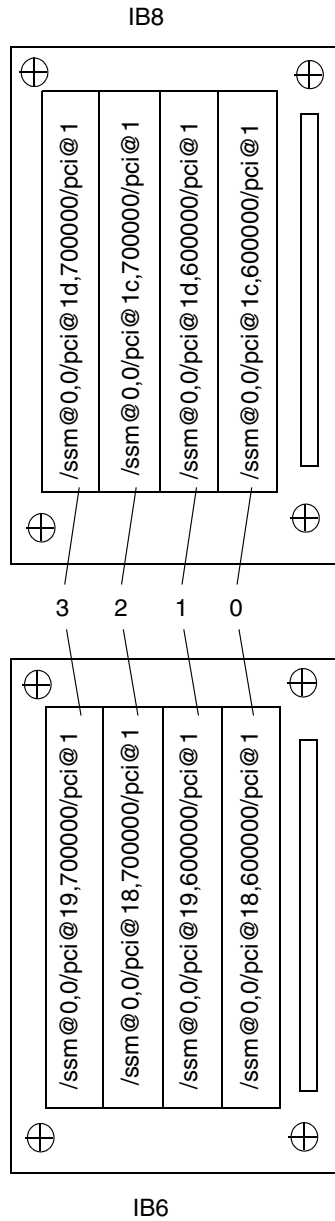 IB8
/ssm@0,0/pci@1d,700000/pci@1
/ssm@0,0/pci@1c,700000/pci@1
/ssm@0,0/pci@1d,600000/pci@1
/ssm@0,0/pci@1c,600000/pci@1
3 2 1 0
/ssm@0,0/pci@19,700000/pci@1
/ssm@0,0/pci@18,700000/pci@1
/ssm@0,0/pci@19,600000/pci@1
/ssm@0,0/pci@18,600000/pci@1
IB6